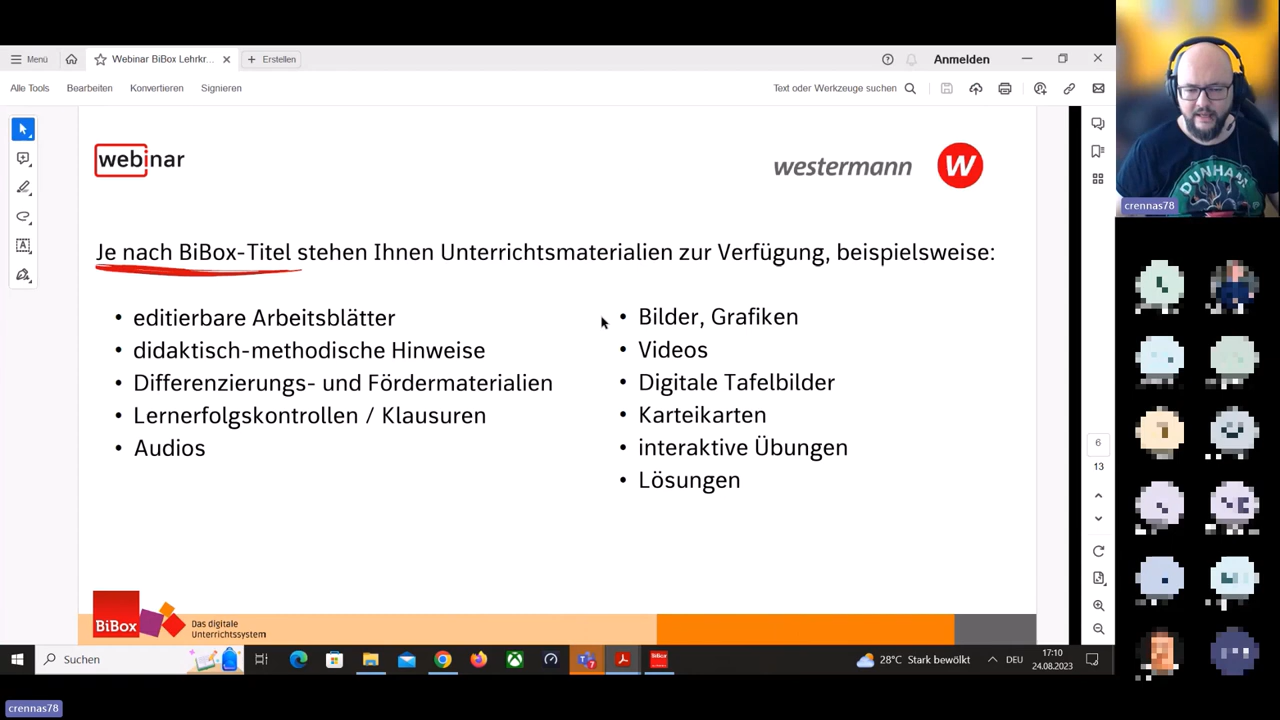 Menü
Webinar BiBox Lehrkr...
Erstellen
Anmelden
Alle Tools
Bearbeiten
Konvertieren
Signieren
Text oder Werkzeuge suchen
webinar
westermann
W
Je nach BiBox-Titel stehen Ihnen Unterrichtsmaterialien zur Verfügung, beispielsweise:
• editierbare Arbeitsblätter
• didaktisch-methodische Hinweise
• Differenzierungs- und Fördermaterialien
• Lernerfolgskontrollen / Klausuren
• Audios
• Bilder, Grafiken
• Videos
• Digitale Tafelbilder
• Karteikarten
• interaktive Übungen
• Lösungen
6
13
BiBox
Das digitale
Unterrichtssystem
Suchen
28°C Stark bewölkt
DEU
17:10
24.08.2023
DUNHAM
crennas78
crennas78